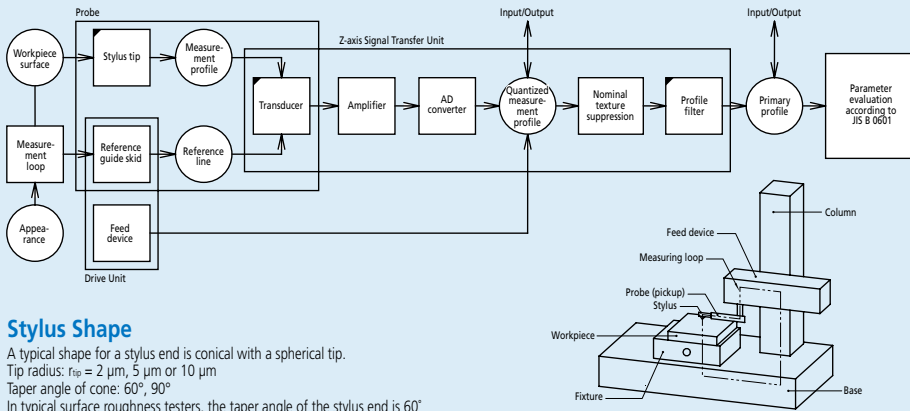 Probe
Input/Output
Input/Output
Z-axis Signal Transfer Unit
Workpiece
surface
Stylus tip
Measure-
ment
profile
Transducer
Amplifier
AD
converter
Quantized
measure-
ment
profile
Nominal
texture
suppression
Profile
filter
Primary
profile
Parameter
evaluation
according to
JIS B 0601
Measure-
ment
loop
Reference
guide skid
Reference
line
Appea-
rance
Feed
device
Drive Unit
Column
Feed device
Measuring loop
Probe (pickup)
Stylus
Workpiece
Fixture
Base
Stylus Shape
A typical shape for a stylus end is conical with a spherical tip.
Tip radius: rtip = 2 µm, 5 µm or 10 µm
Taper angle of cone: 60°, 90°
In typical surface roughness testers, the taper angle of the stylus end is 60°